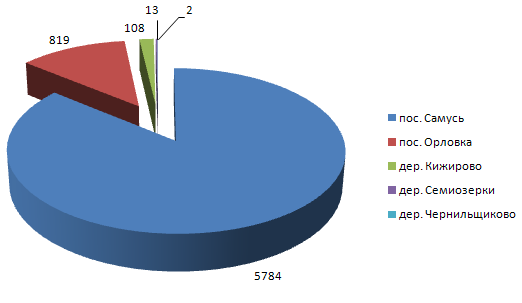 13
2
108
819
пос. Самусь
пос. Орловка
дер. Кижирово
дер. Семиозерки
дер. Чернильщиково
5784